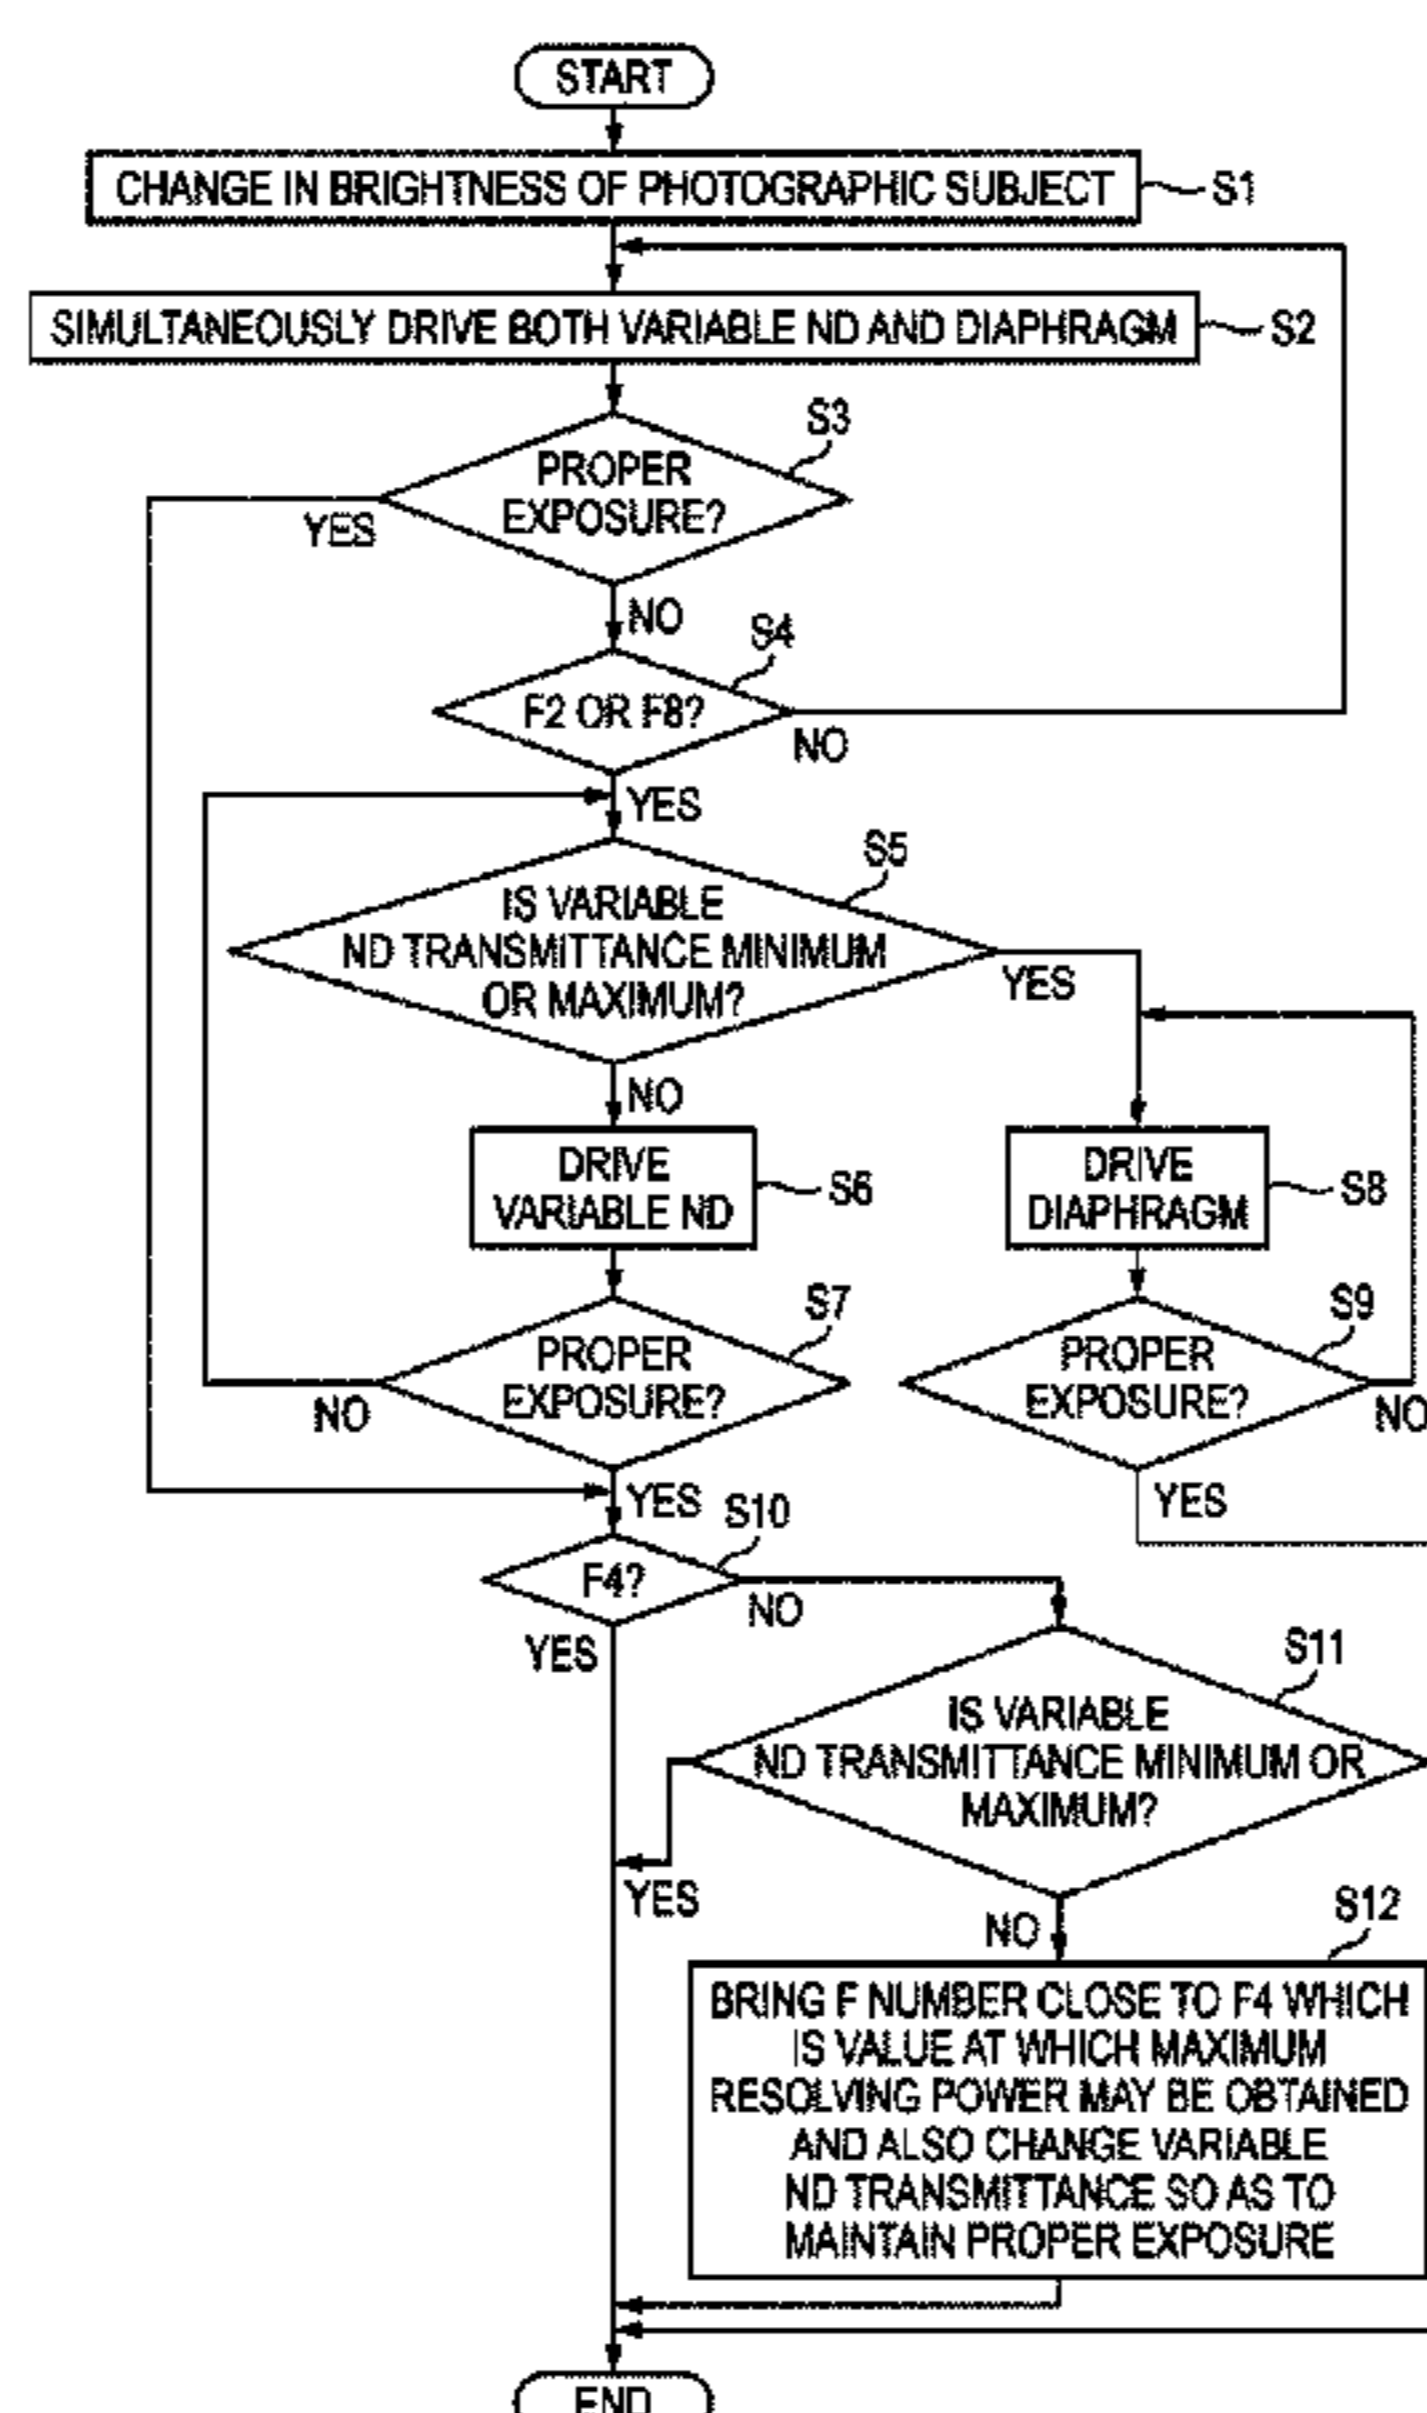 START
CHANGE IN BRIGHTNESS OF PHOTOGRAPHIC SUBJECT
S1
SIMULTANEOUSLY DRIVE BOTH VARIABLE ND AND DIAPHRAGM
S2
S3
PROPER
EXPOSURE?
YES
NO
S4
F2 OR F8?
NO
YES
S5
IS VARIABLE
ND TRANSMITTANCE MINIMUM
OR MAXIMUM?
YES
NO
DRIVE
VARIABLE ND
S6
DRIVE
DIAPHRAGM
S8
S7
PROPER
EXPOSURE?
NO
S9
PROPER
EXPOSURE?
NO
YES
YES
S10
F4?
NO
YES
S11
IS VARIABLE
ND TRANSMITTANCE MINIMUM OR
MAXIMUM?
YES
NO
S12
BRING F NUMBER CLOSE TO F4 WHICH
IS VALUE AT WHICH MAXIMUM
RESOLVING POWER MAY BE OBTAINED
AND ALSO CHANGE VARIABLE
ND TRANSMITTANCE SO AS TO
MAINTAIN PROPER EXPOSURE
END